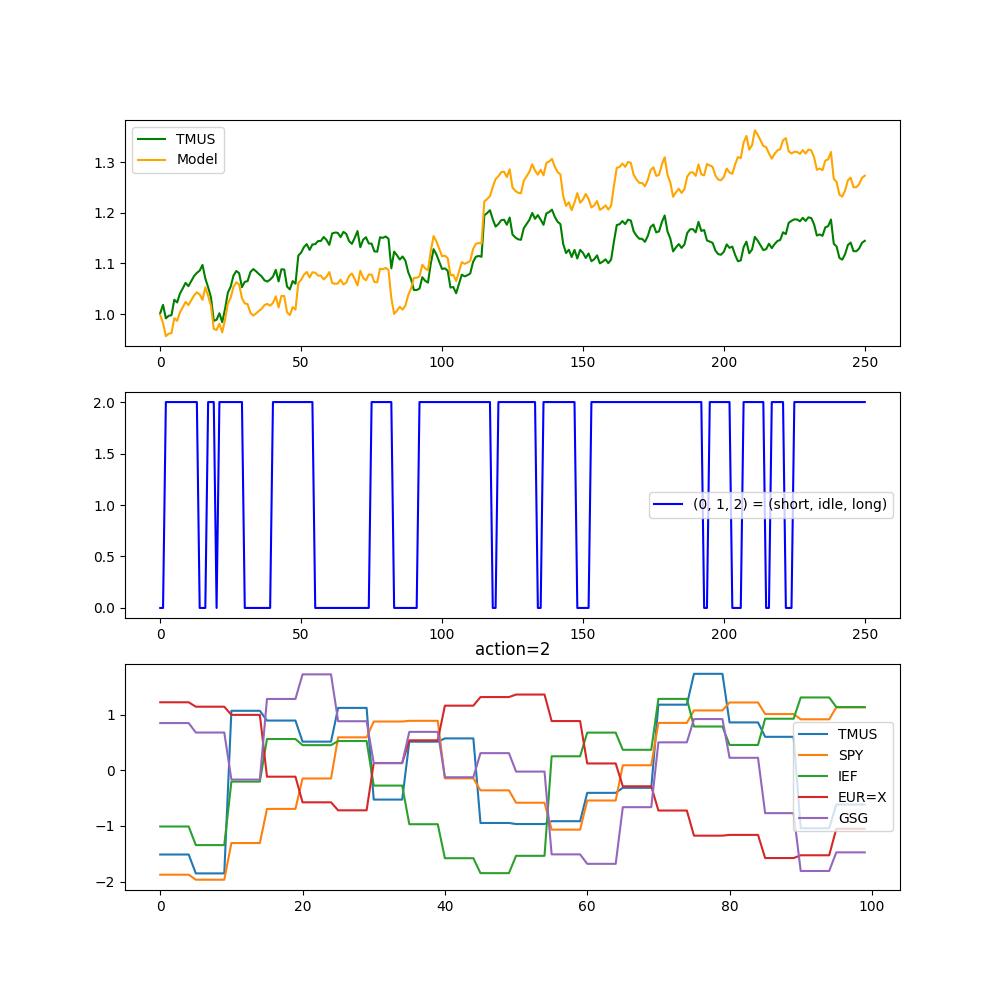 TMUS
Model
1.3
1.2
1.1
1.0
0 50 100 150 200 250
2.0
1.5
1.0
0.5
0.0
(0, 1, 2) = (short, idle, long)
0 50 100 150 200 250
action=2
1
0
−1
−2
TMUS
SPY
IEF
EUR=X
GSG
0 20 40 60 80 100